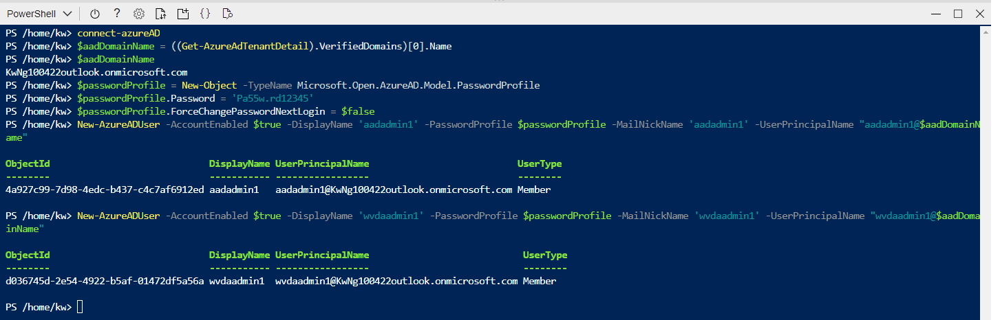 PowerShell
PS /home/kw> connect-azureAD
PS /home/kw> $aadDomainName = ((Get-AzureAdTenantDetail).VerifiedDomains)[0].Name
PS /home/kw> $aadDomainName
KwNg100422outlook.onmicrosoft.com
PS /home/kw> $passwordProfile = New-Object -TypeName Microsoft.Open.AzureAD.Model.PasswordProfile
PS /home/kw> $passwordProfile.Password = 'Pa55w.rd12345'
PS /home/kw> $passwordProfile.ForceChangePasswordNextLogin = $false
PS /home/kw> New-AzureADUser -AccountEnabled $true -DisplayName 'aadadmin1' -PasswordProfile $passwordProfile -MailNickName 'aadadmin1' -UserPrincipalName "aadadmin1@$aadDomainN
ame"
ObjectId DisplayName UserPrincipalName UserType
-------- ----------- ----------------- --------
4a927c99-7d98-4edc-b437-c4c7af6912ed aadadmin1 aadadmin1@KwNg100422outlook.onmicrosoft.com Member
PS /home/kw> New-AzureADUser -AccountEnabled $true -DisplayName 'wvdaadmin1' -PasswordProfile $passwordProfile -MailNickName 'wvdaadmin1' -UserPrincipalName "wvdaadmin1@$aadDoma
inName"
ObjectId DisplayName UserPrincipalName UserType
-------- ----------- ----------------- --------
d036745d-2e54-4922-b5af-01472df5a56a wvdaadmin1 wvdaadmin1@KwNg100422outlook.onmicrosoft.com Member
PS /home/kw>